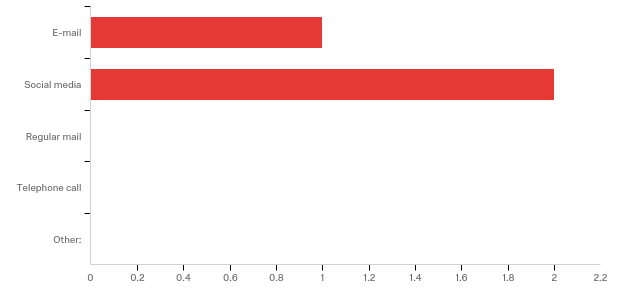 E-mail
Social media
Regular mail
Telephone call
Other:
0 0.2 0.4 0.6 0.8 1 1.2 1.4 1.6 1.8 2 2.2